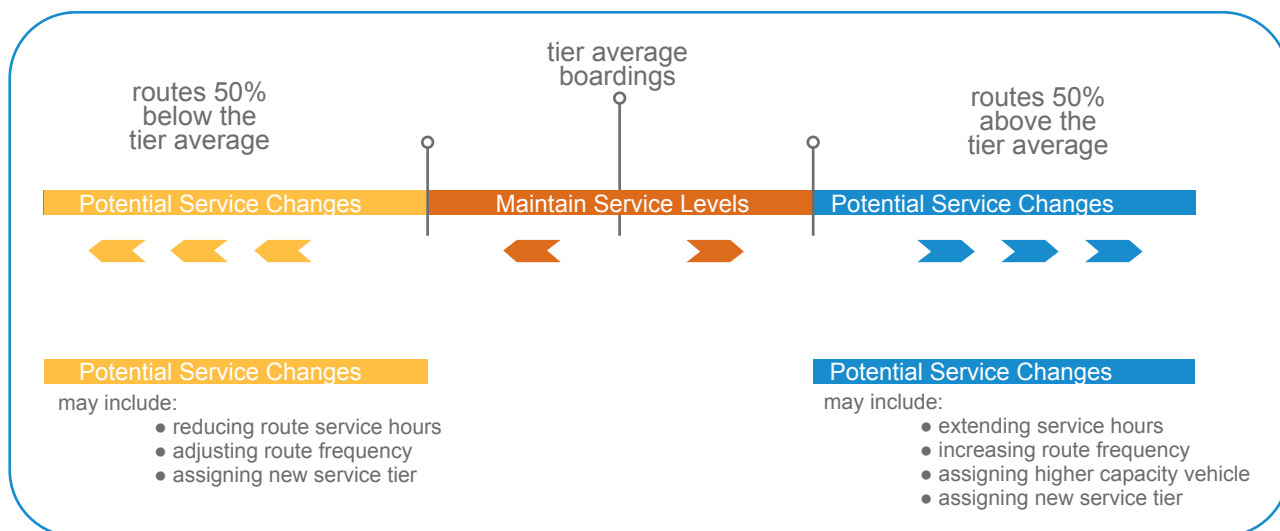 tier average
boardings
routes 50%
below the
tier average
routes 50%
above the
tier average
Potential Service Changes
Maintain Service Levels
Potential Service Changes
Potential Service Changes
may include:
● reducing route service hours
● adjusting route frequency
● assigning new service tier
Potential Service Changes
may include:
● extending service hours
● increasing route frequency
● assigning higher capacity vehicle
● assigning new service tier